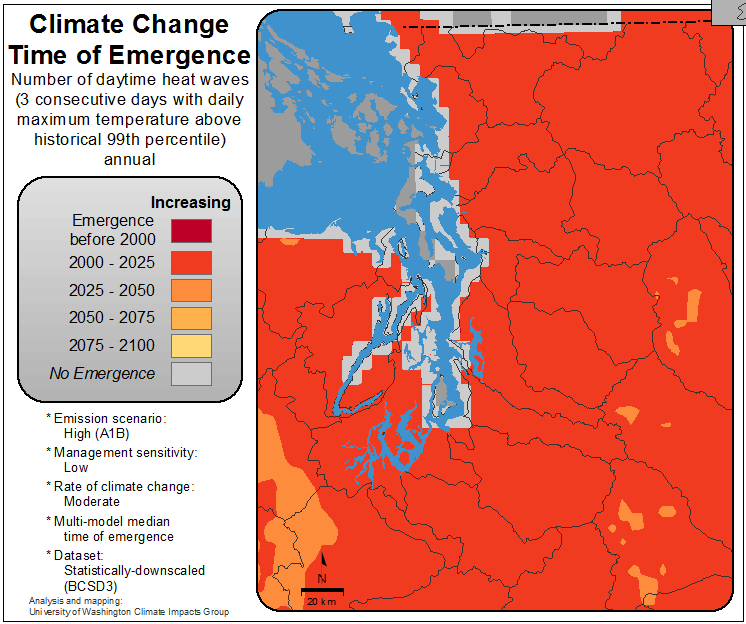 Climate Change
Time of Emergence
Number of daytime heat waves
(3 consecutive days with daily
maximum temperature above
historical 99th percentile)
annual
Increasing
Emergence
before 2000
2000 - 2025
2025 - 2050
2050 - 2075
2075 - 2100
No Emergence
* Emission scenario:
High (A1B)
* Management sensitivity:
Low
* Rate of climate change:
Moderate
* Multi-model median
time of emergence
* Dataset:
Statistically-downscaled
(BCSD3)
Analysis and mapping:
University of Washington Climate Impacts Group
N
20 km